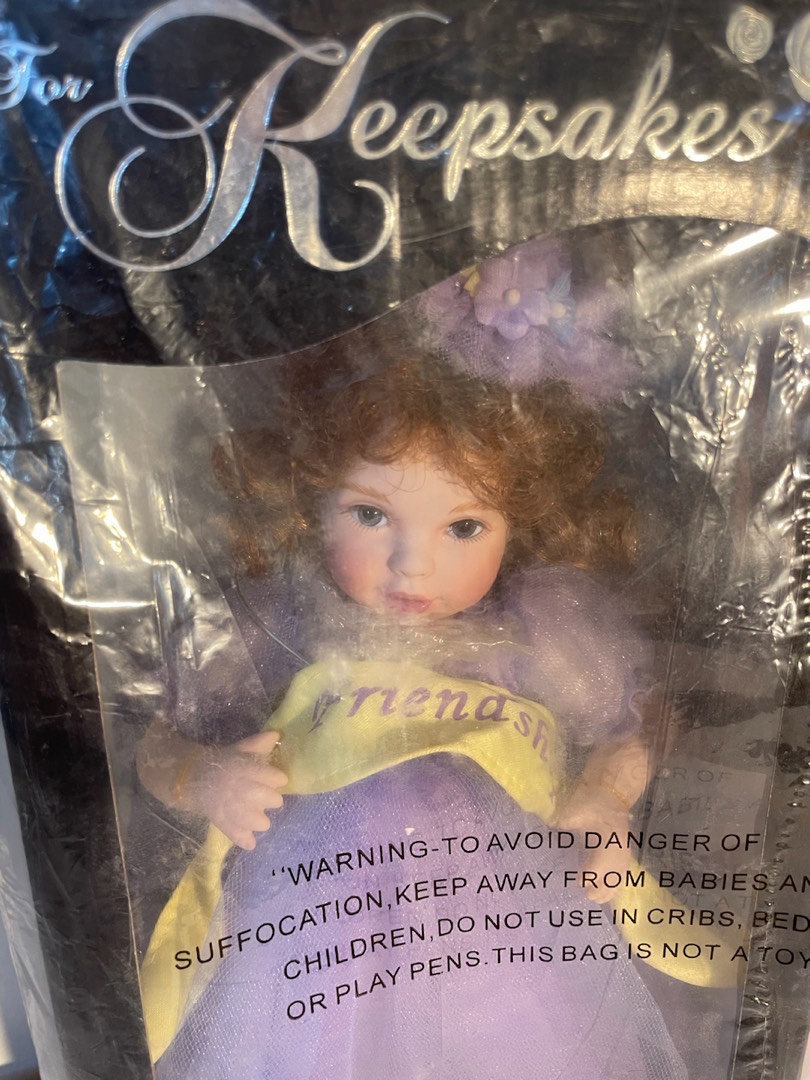 For Keepsakes
Friendsh
"WARNING-TO AVOID DANGER OF
SUFFOCATION,KEEP AWAY FROM BABIES AN
CHILDREN,DO NOT USE IN CRIBS, BED
OR PLAY PENS.THIS BAG IS NOT A TOY